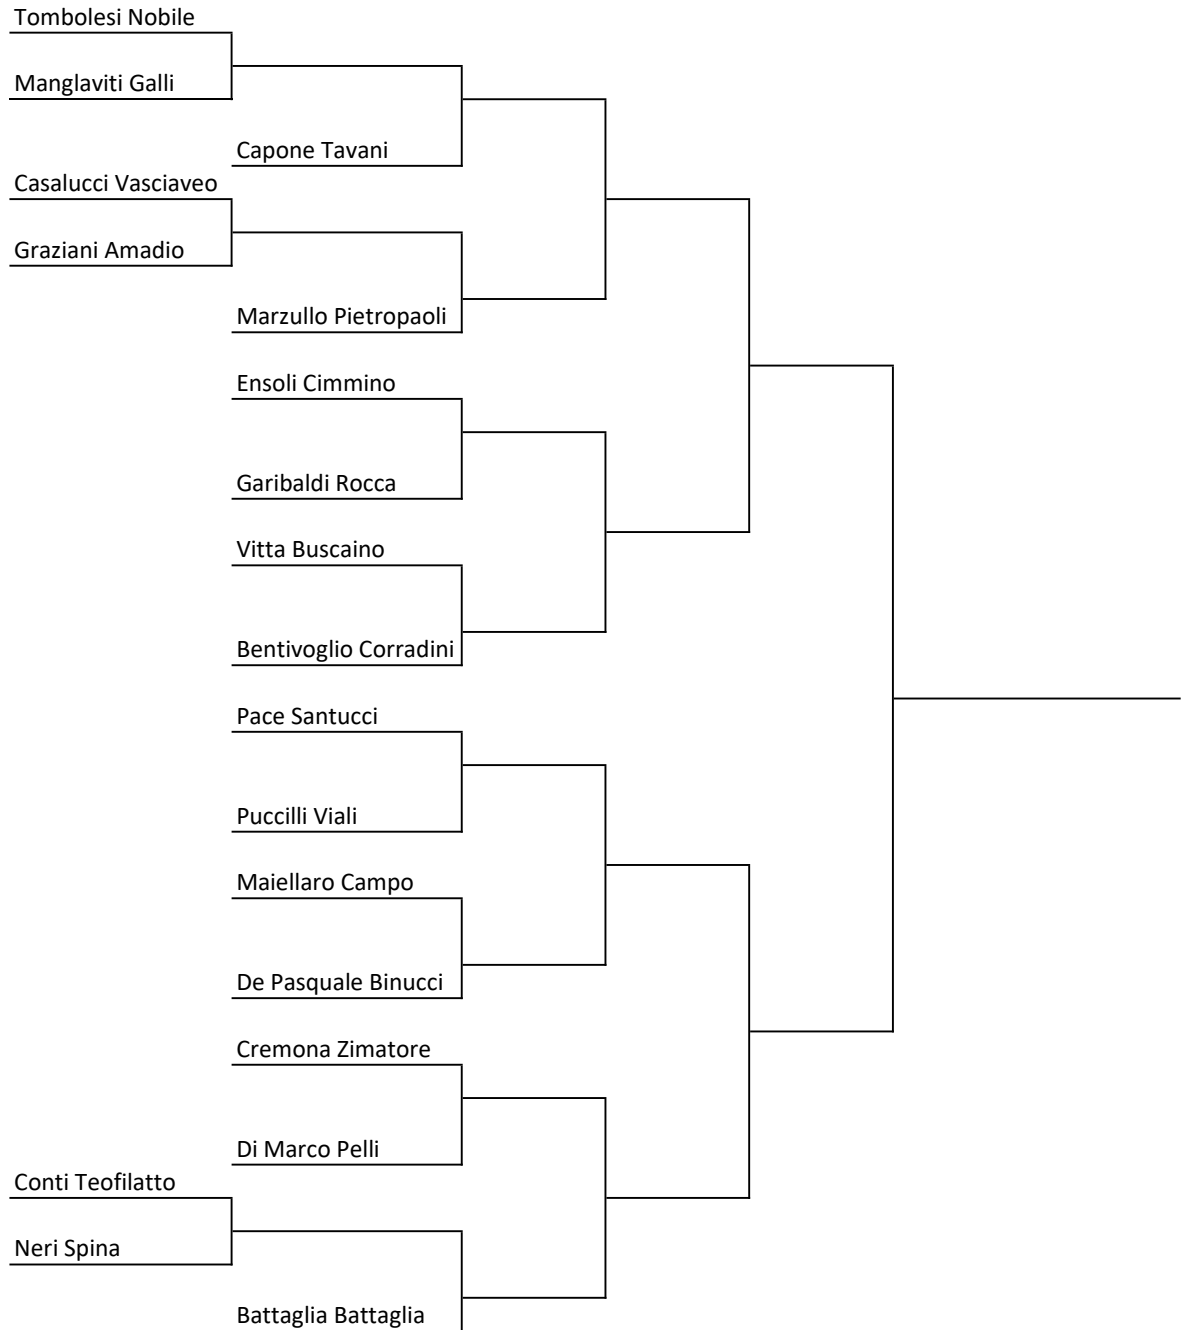 Tombolesi Nobile
Manglaviti Galli
Capone Tavani
Casalucci Vasciaveo
Graziani Amadio
Marzullo Pietropaoli
Ensoli Cimmino
Garibaldi Rocca
Vitta Buscaino
Bentivoglio Corradini
Pace Santucci
Puccilli Viali
Maiellaro Campo
De Pasquale Binucci
Cremona Zimatore
Di Marco Pelli
Conti Teofilatto
Neri Spina
Battaglia Battaglia